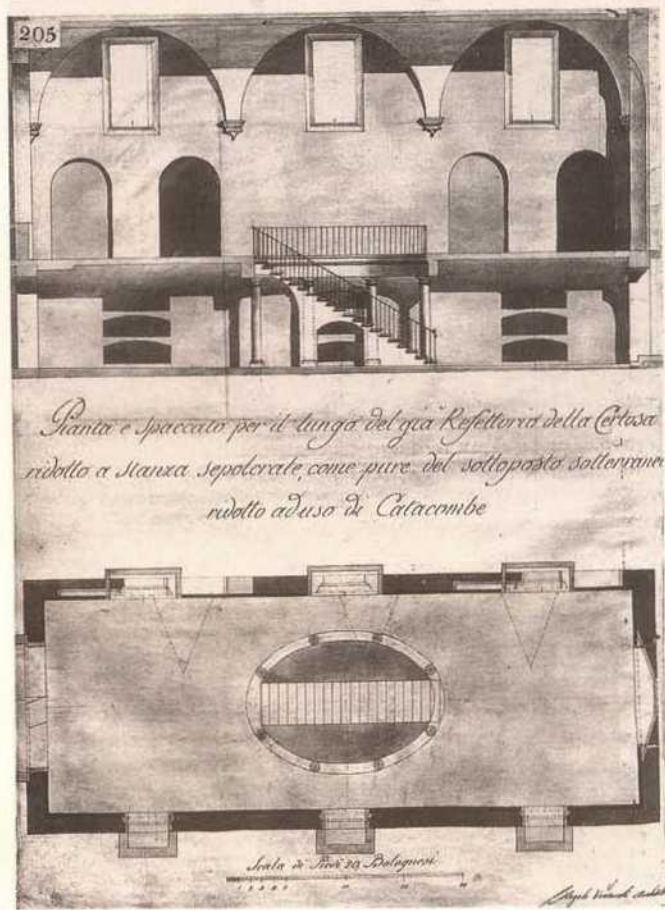 205
Pianta e spaccato per il lungo del già Refettorio della Certosa
ridotto a stanza sepolcrale, come pure del sottoposto sotterraneo
ridotto ad uso di Catacombe
Scala di Piedi 20 Bolognesi